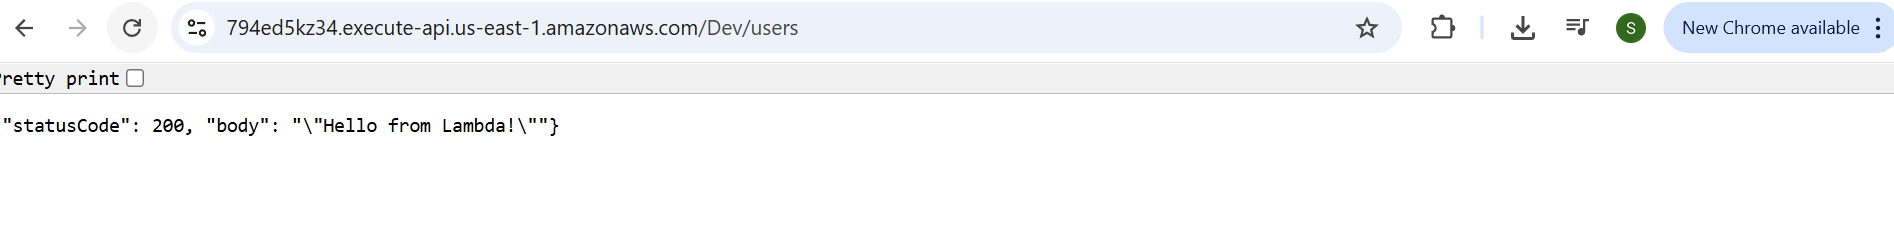 794ed5kz34.execute-api.us-east-1.amazonaws.com/Dev/users
S
New Chrome available
retty print
"statusCode": 200, "body": "\"Hello from Lambda!\""}